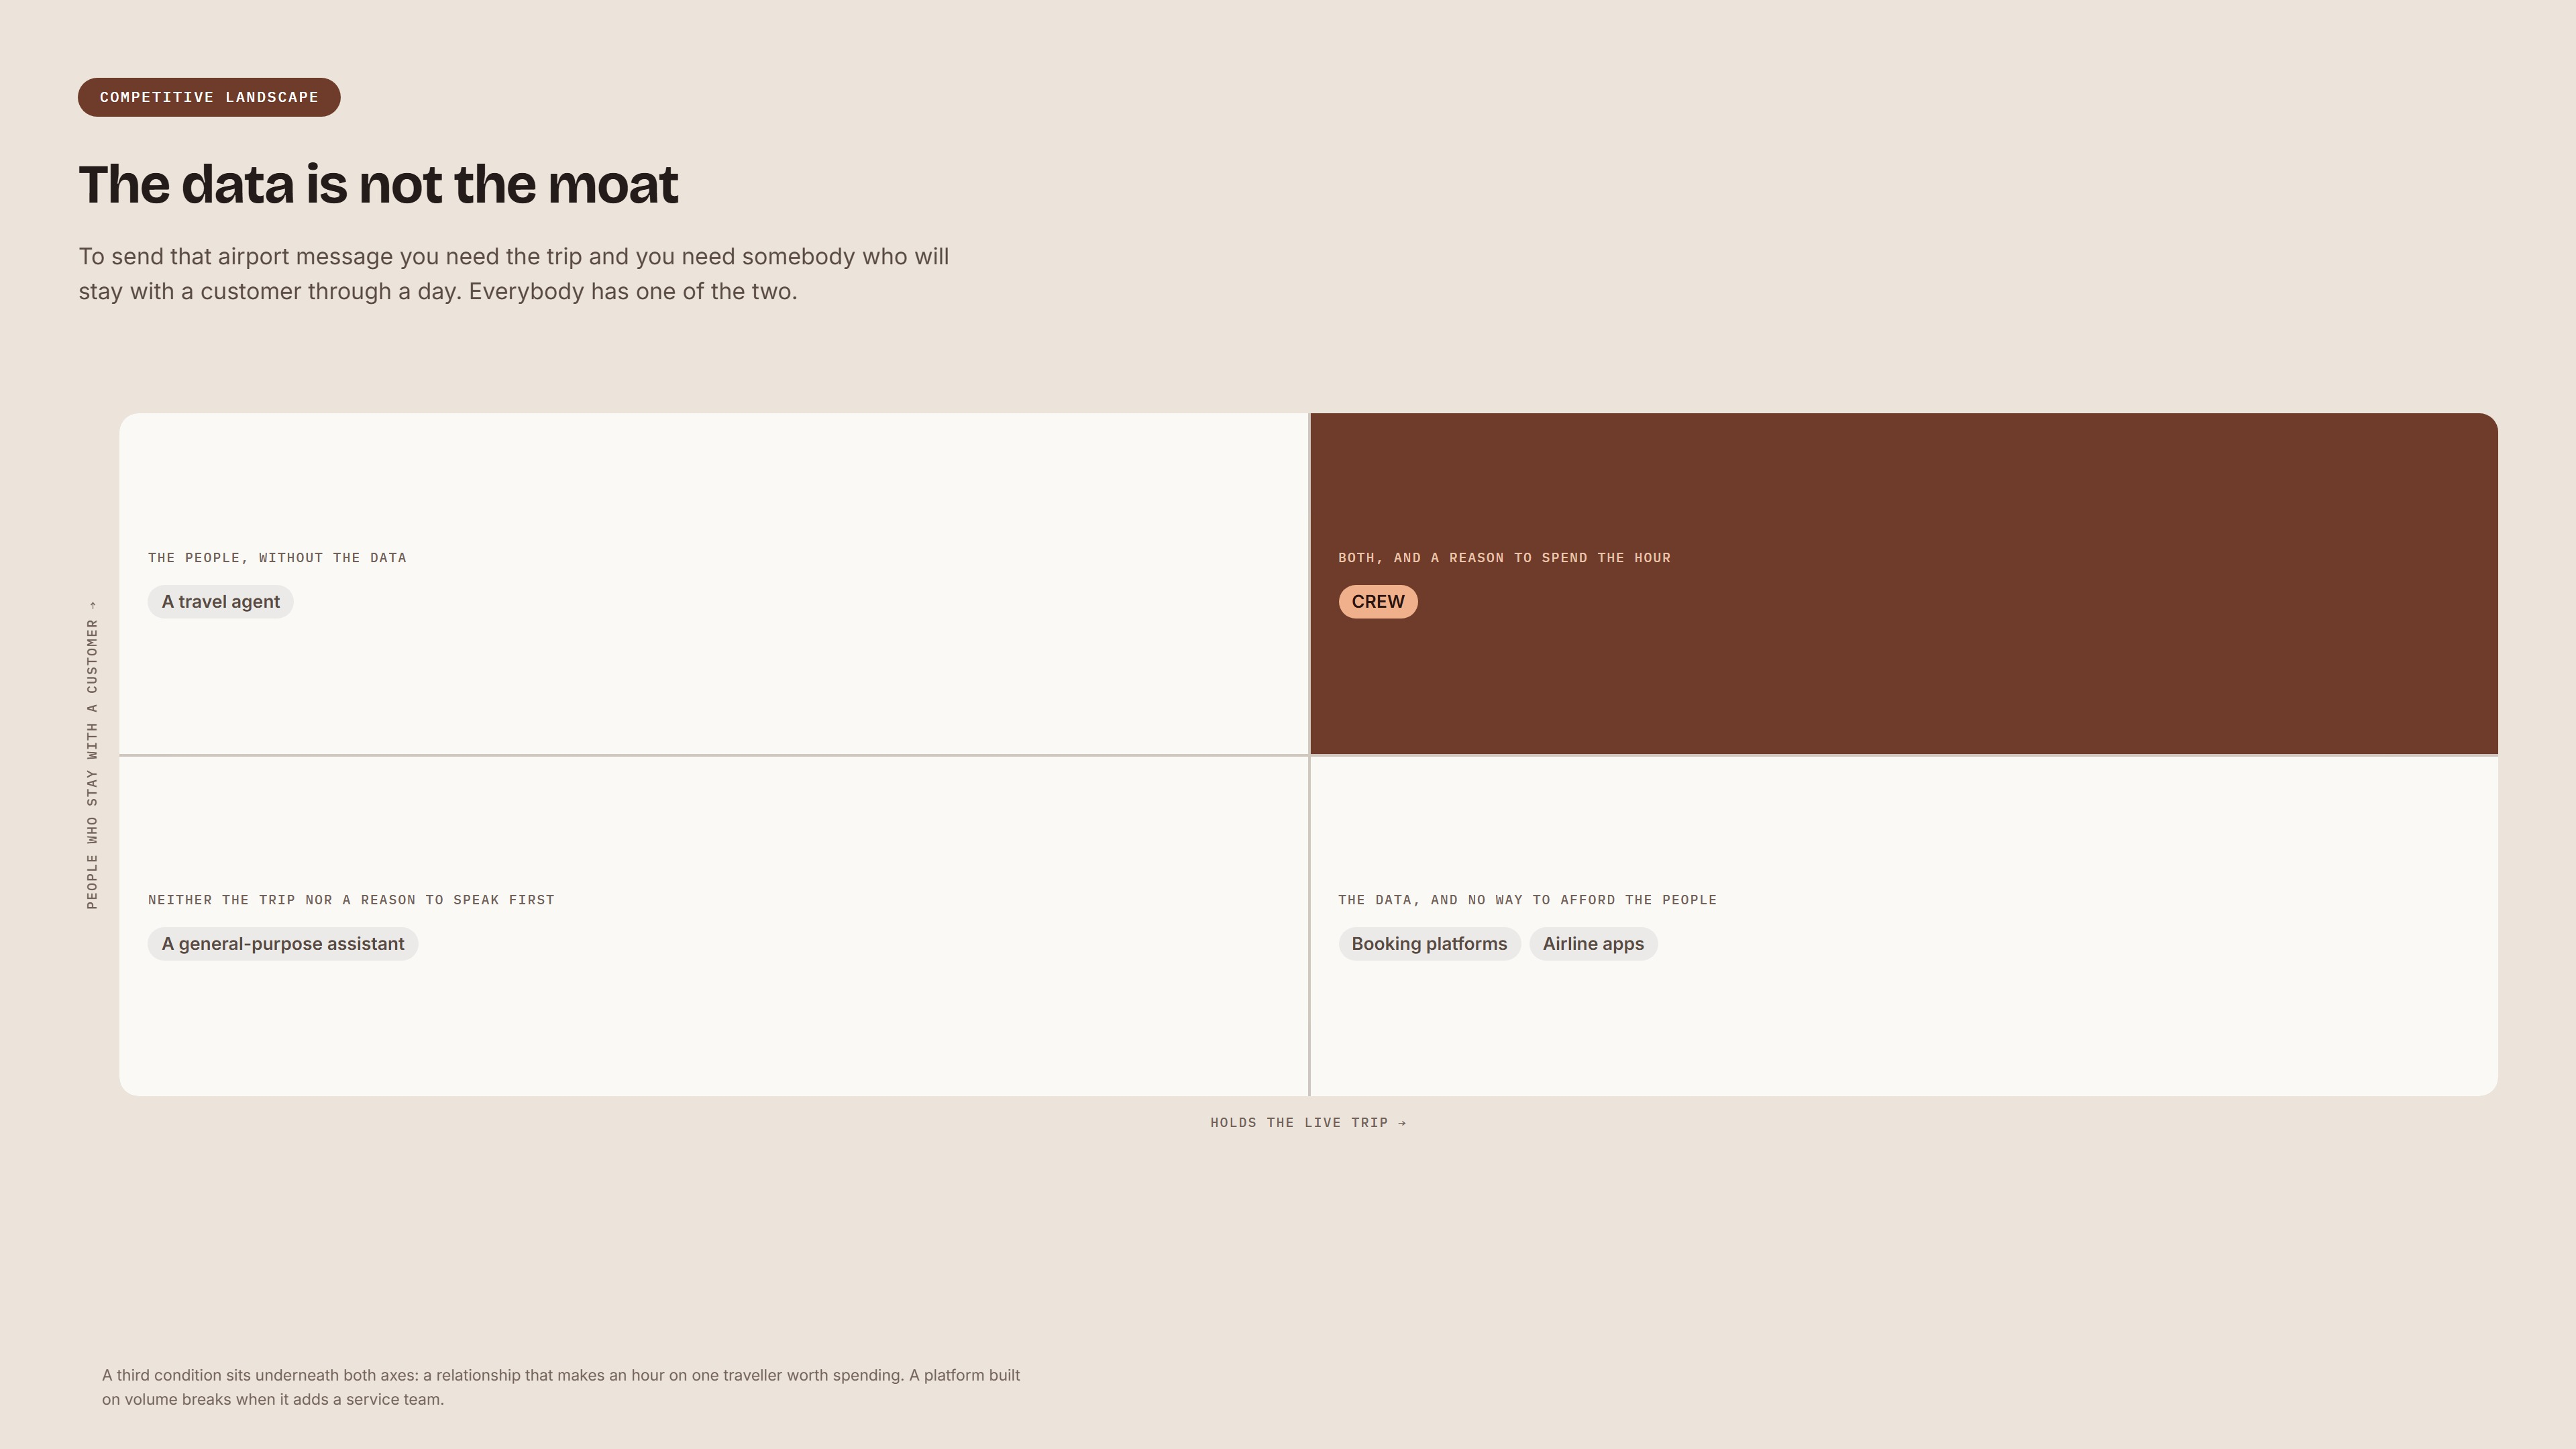 COMPETITIVE LANDSCAPE
The data is not the moat
To send that airport message you need the trip and you need somebody who will
stay with a customer through a day. Everybody has one of the two.
PEOPLE WHO STAY WITH A CUSTOMER →
THE PEOPLE, WITHOUT THE DATA
A travel agent
BOTH, AND A REASON TO SPEND THE HOUR
CREW
NEITHER THE TRIP NOR A REASON TO SPEAK FIRST
A general-purpose assistant
THE DATA, AND NO WAY TO AFFORD THE PEOPLE
Booking platforms
Airline apps
HOLDS THE LIVE TRIP →
A third condition sits underneath both axes: a relationship that makes an hour on one traveller worth spending. A platform built
on volume breaks when it adds a service team.